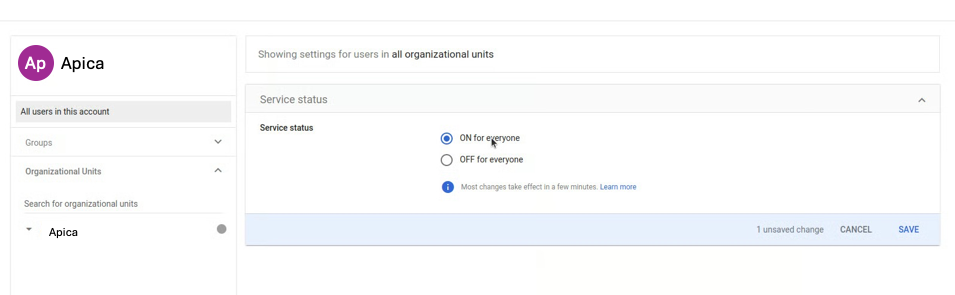 Ap Apica
All users in this account
Groups
Organizational Units
Search for organizational units
Apica
Showing settings for users in all organizational units
Service status
Service status
ON for everyone
OFF for everyone
i Most changes take effect in a few minutes. Learn more
1 unsaved change CANCEL SAVE